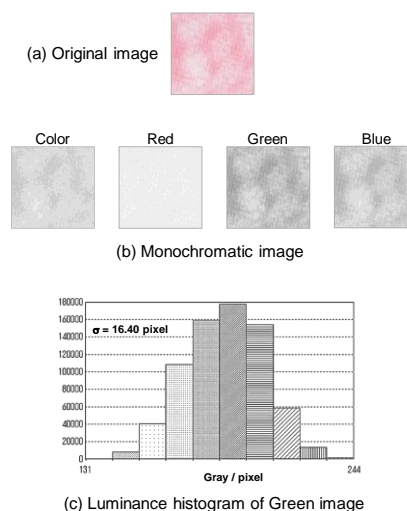 (a) Original image
Color Red Green Blue
(b) Monochromatic image
180000
σ = 16.40 pixel
160000
140000
120000
100000
80000
60000
40000
20000
0
131 244
Gray / pixel
(c) Luminance histogram of Green image